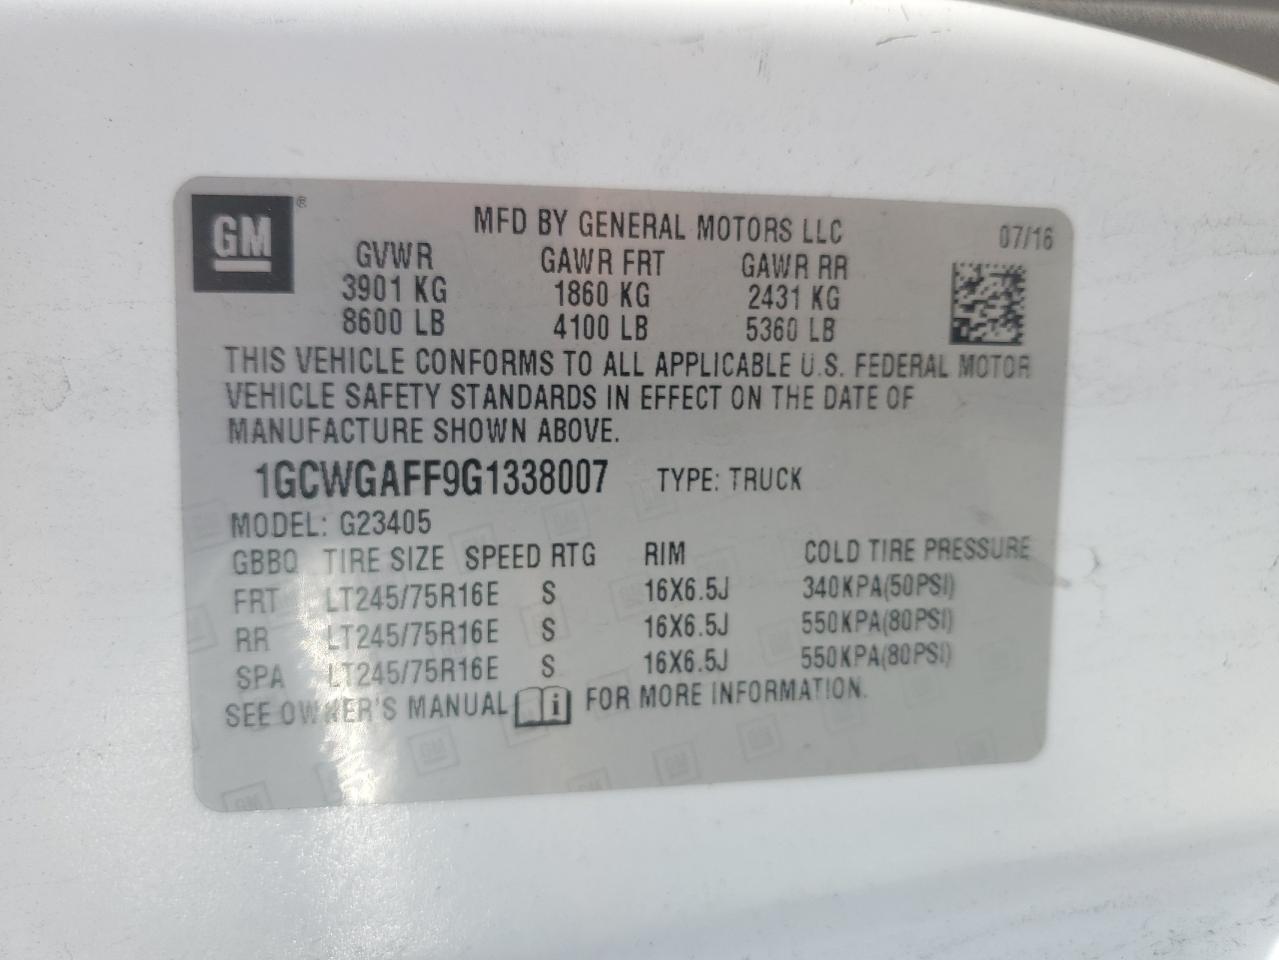 GM®
MFD BY GENERAL MOTORS LLC 07/16
GVWR GAWR FRT GAWR RR
3901 KG 1860 KG 2431 KG
8600 LB 4100 LB 5360 LB
THIS VEHICLE CONFORMS TO ALL APPLICABLE U.S. FEDERAL MOTOR
VEHICLE SAFETY STANDARDS IN EFFECT ON THE DATE OF
MANUFACTURE SHOWN ABOVE.
1GCWGAFF9G1338007 TYPE: TRUCK
MODEL: G23405
GBBQ TIRE SIZE SPEED RTG RIM COLD TIRE PRESSURE
FRT LT245/75R16E S 16X6.5J 340KPA(50PSI)
RR LT245/75R16E S 16X6.5J 550KPA(80PSI)
SPA LT245/75R16E S 16X6.5J 550KPA(80PSI)
SEE OWNER'S MANUAL i FOR MORE INFORMATION.